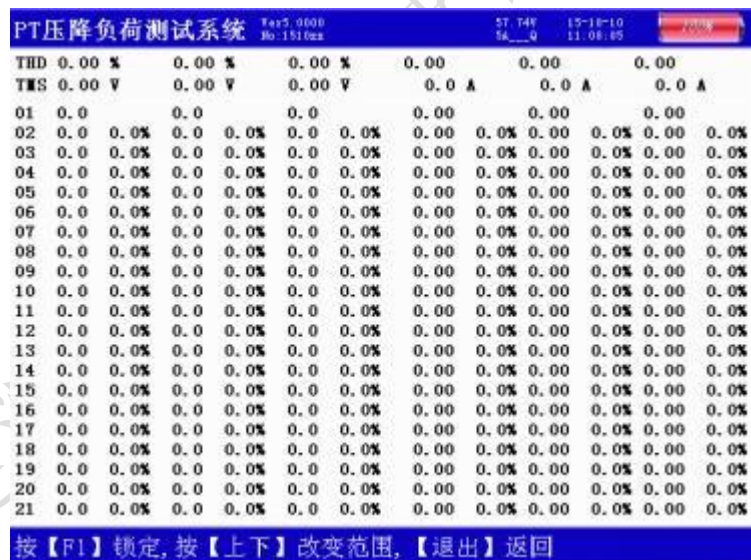 PT压降负荷测试系统 Ver5.0000 57.74V 15-10-10
No:1510zz 5A___Q 11:08:05
THD 0.00 % 0.00 % 0.00 % 0.00 0.00 0.00
TMS 0.00 V 0.00 V 0.00 V 0.0 A 0.0 A 0.0 A
01 0.0 0.0 0.0 0.00 0.00 0.00
02 0.0 0.0% 0.0 0.0% 0.0 0.0% 0.00 0.0% 0.00 0.0% 0.00 0.0%
03 0.0 0.0% 0.0 0.0% 0.0 0.0% 0.00 0.0% 0.00 0.0% 0.00 0.0%
04 0.0 0.0% 0.0 0.0% 0.0 0.0% 0.00 0.0% 0.00 0.0% 0.00 0.0%
05 0.0 0.0% 0.0 0.0% 0.0 0.0% 0.00 0.0% 0.00 0.0% 0.00 0.0%
06 0.0 0.0% 0.0 0.0% 0.0 0.0% 0.00 0.0% 0.00 0.0% 0.00 0.0%
07 0.0 0.0% 0.0 0.0% 0.0 0.0% 0.00 0.0% 0.00 0.0% 0.00 0.0%
08 0.0 0.0% 0.0 0.0% 0.0 0.0% 0.00 0.0% 0.00 0.0% 0.00 0.0%
09 0.0 0.0% 0.0 0.0% 0.0 0.0% 0.00 0.0% 0.00 0.0% 0.00 0.0%
10 0.0 0.0% 0.0 0.0% 0.0 0.0% 0.00 0.0% 0.00 0.0% 0.00 0.0%
11 0.0 0.0% 0.0 0.0% 0.0 0.0% 0.00 0.0% 0.00 0.0% 0.00 0.0%
12 0.0 0.0% 0.0 0.0% 0.0 0.0% 0.00 0.0% 0.00 0.0% 0.00 0.0%
13 0.0 0.0% 0.0 0.0% 0.0 0.0% 0.00 0.0% 0.00 0.0% 0.00 0.0%
14 0.0 0.0% 0.0 0.0% 0.0 0.0% 0.00 0.0% 0.00 0.0% 0.00 0.0%
15 0.0 0.0% 0.0 0.0% 0.0 0.0% 0.00 0.0% 0.00 0.0% 0.00 0.0%
16 0.0 0.0% 0.0 0.0% 0.0 0.0% 0.00 0.0% 0.00 0.0% 0.00 0.0%
17 0.0 0.0% 0.0 0.0% 0.0 0.0% 0.00 0.0% 0.00 0.0% 0.00 0.0%
18 0.0 0.0% 0.0 0.0% 0.0 0.0% 0.00 0.0% 0.00 0.0% 0.00 0.0%
19 0.0 0.0% 0.0 0.0% 0.0 0.0% 0.00 0.0% 0.00 0.0% 0.00 0.0%
20 0.0 0.0% 0.0 0.0% 0.0 0.0% 0.00 0.0% 0.00 0.0% 0.00 0.0%
21 0.0 0.0% 0.0 0.0% 0.0 0.0% 0.00 0.0% 0.00 0.0% 0.00 0.0%
按【F1】锁定,按【上下】改变范围,【退出】返回